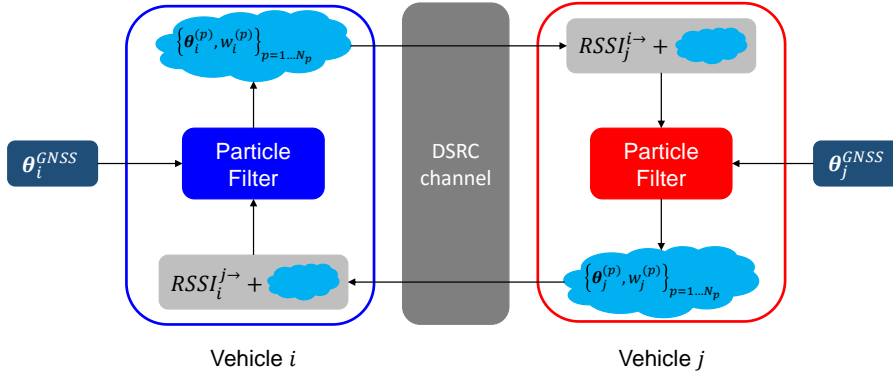 {θ_i^{(p)}, w_i^{(p)}}_{p=1…N_p}
RSSI_j^{i→} +
θ_i^{GNSS}
Particle
Filter
DSRC
channel
Particle
Filter
θ_j^{GNSS}
RSSI_i^{j→} +
{θ_j^{(p)}, w_j^{(p)}}_{p=1…N_p}
Vehicle i
Vehicle j